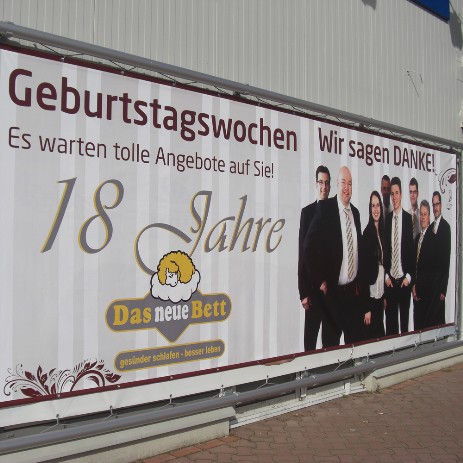 Geburtstagswochen
Es warten tolle Angebote auf Sie!
18 Jahre
Das neue Bett
gesünder schlafen - besser leben
Wir sagen DANKE!